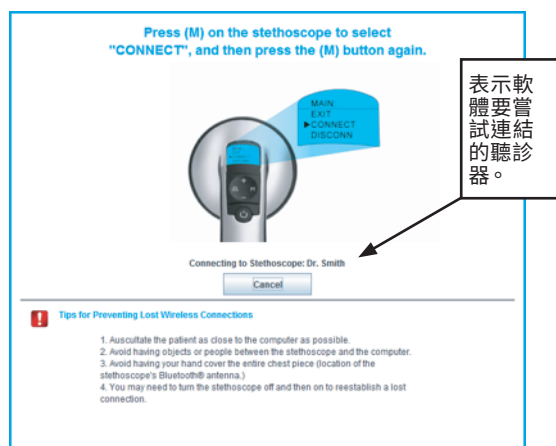 Press (M) on the stethoscope to select
"CONNECT", and then press the (M) button again.
MAIN
EXIT
▶CONNECT
DISCONN
表示軟
體要嘗
試連結
的聽診
器。
Connecting to Stethoscope: Dr. Smith
Cancel
Tips for Preventing Lost Wireless Connections
1. Auscultate the patient as close to the computer as possible.
2. Avoid having objects or people between the stethoscope and the computer.
3. Avoid having your hand cover the entire chest piece (location of the
stethoscope's Bluetooth® antenna.)
4. You may need to turn the stethoscope off and then on to reestablish a lost
connection.